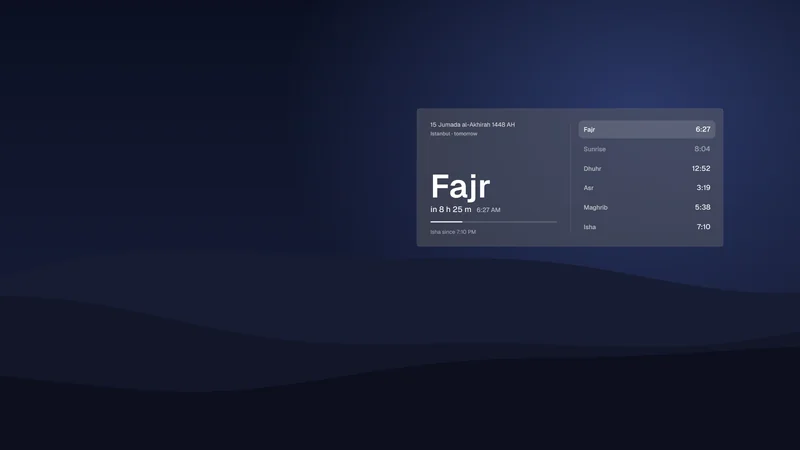 15 Jumada al-Akhirah 1448 AH
Istanbul · tomorrow
Fajr
in 8 h 25 m 6:27 AM
Isha since 7:10 PM
Fajr 6:27
Sunrise 8:04
Dhuhr 12:52
Asr 3:19
Maghrib 5:38
Isha 7:10